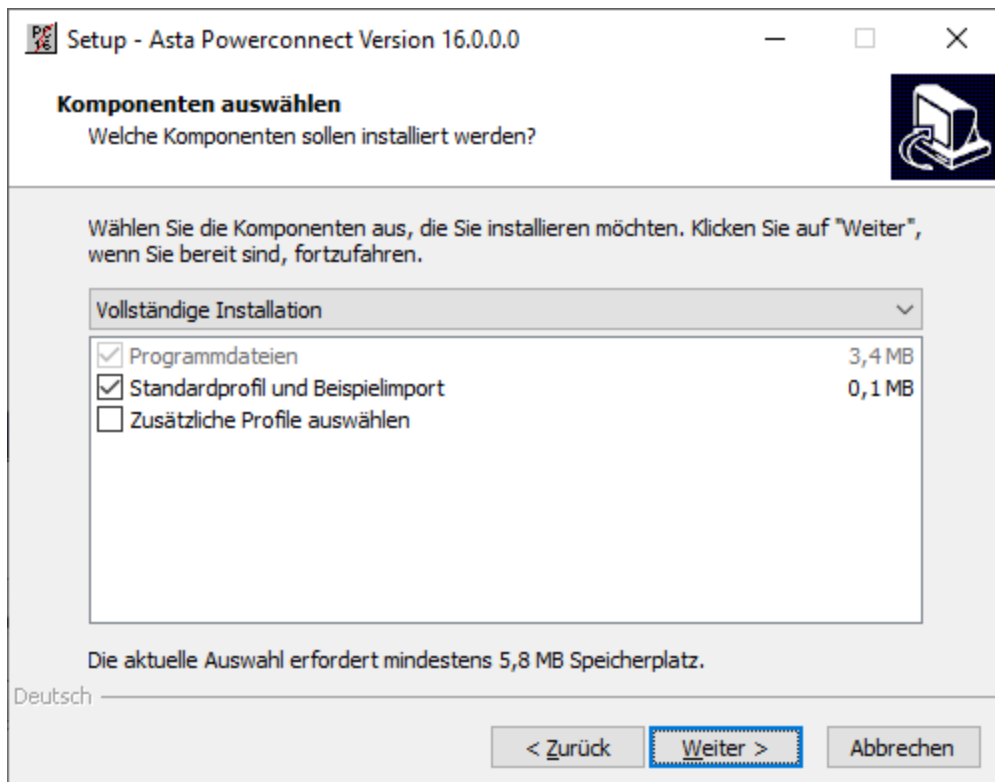 Setup - Asta Powerconnect Version 16.0.0.0
Komponenten auswählen
Welche Komponenten sollen installiert werden?
Wählen Sie die Komponenten aus, die Sie installieren möchten. Klicken Sie auf "Weiter",
wenn Sie bereit sind, fortzufahren.
Vollständige Installation
Programmdateien 3,4 MB
Standardprofil und Beispielimport 0,1 MB
Zusätzliche Profile auswählen
Die aktuelle Auswahl erfordert mindestens 5,8 MB Speicherplatz.
Deutsch
< Zurück Weiter > Abbrechen